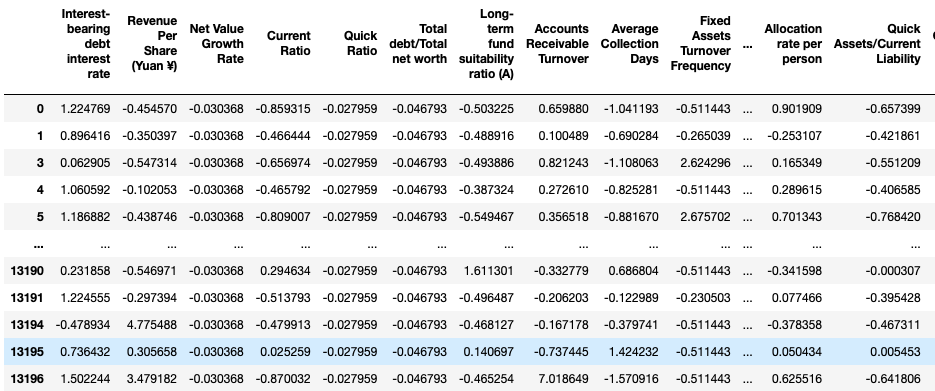 Interest-bearing debt interest rate Revenue Per Share (Yuan ¥) Net Value Growth Rate Current Ratio Quick Ratio Total debt/Total net worth Long-term fund suitability ratio (A) Accounts Receivable Turnover Average Collection Days Fixed Assets Turnover Frequency ... Allocation rate per person Quick Assets/Current Liability
0 1.224769 -0.454570 -0.030368 -0.859315 -0.027959 -0.046793 -0.503225 0.659880 -1.041193 -0.511443 ... 0.901909 -0.657399
1 0.896416 -0.350397 -0.030368 -0.466444 -0.027959 -0.046793 -0.488916 0.100489 -0.690284 -0.265039 ... -0.253107 -0.421861
3 0.062905 -0.547314 -0.030368 -0.656974 -0.027959 -0.046793 -0.493886 0.821243 -1.108063 2.624296 ... 0.165349 -0.551209
4 1.060592 -0.102053 -0.030368 -0.465792 -0.027959 -0.046793 -0.387324 0.272610 -0.825281 -0.511443 ... 0.289615 -0.406585
5 1.186882 -0.438746 -0.030368 -0.809007 -0.027959 -0.046793 -0.549467 0.356518 -0.881670 2.675702 ... 0.701343 -0.768420
... ... ... ... ... ... ... ... ... ... ... ... ... ...
13190 0.231858 -0.546971 -0.030368 0.294634 -0.027959 -0.046793 1.611301 -0.332779 0.686804 -0.511443 ... -0.341598 -0.000307
13191 1.224555 -0.297394 -0.030368 -0.513793 -0.027959 -0.046793 -0.496487 -0.206203 -0.122989 -0.230503 ... 0.077466 -0.395428
13194 -0.478934 4.775488 -0.030368 -0.479913 -0.027959 -0.046793 -0.468127 -0.167178 -0.379741 -0.511443 ... -0.378358 -0.467311
13195 0.736432 0.305658 -0.030368 0.025259 -0.027959 -0.046793 0.140697 -0.737445 1.424232 -0.511443 ... 0.050434 0.005453
13196 1.502244 3.479182 -0.030368 -0.870032 -0.027959 -0.046793 -0.465254 7.018649 -1.570916 -0.511443 ... 0.625516 -0.641806